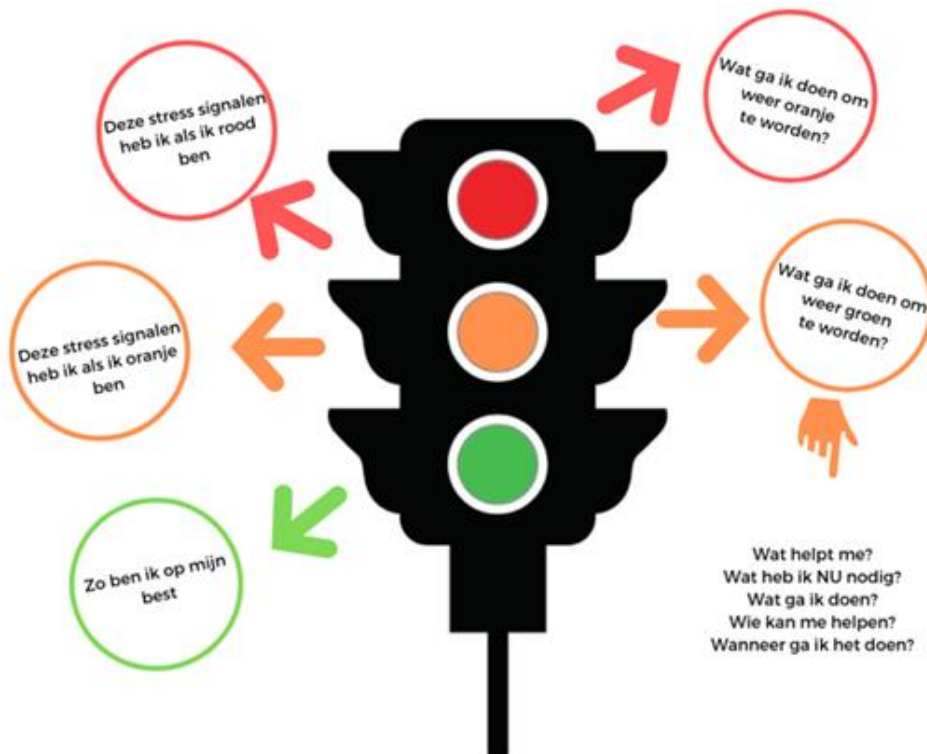 Deze stress signalen
heb ik als ik rood
ben
Wat ga ik doen om
weer oranje
te worden?
Deze stress signalen
heb ik als ik oranje
ben
Wat ga ik doen om
weer groen
te worden?
Zo ben ik op mijn
best
Wat helpt me?
Wat heb ik NU nodig?
Wat ga ik doen?
Wie kan me helpen?
Wanneer ga ik het doen?